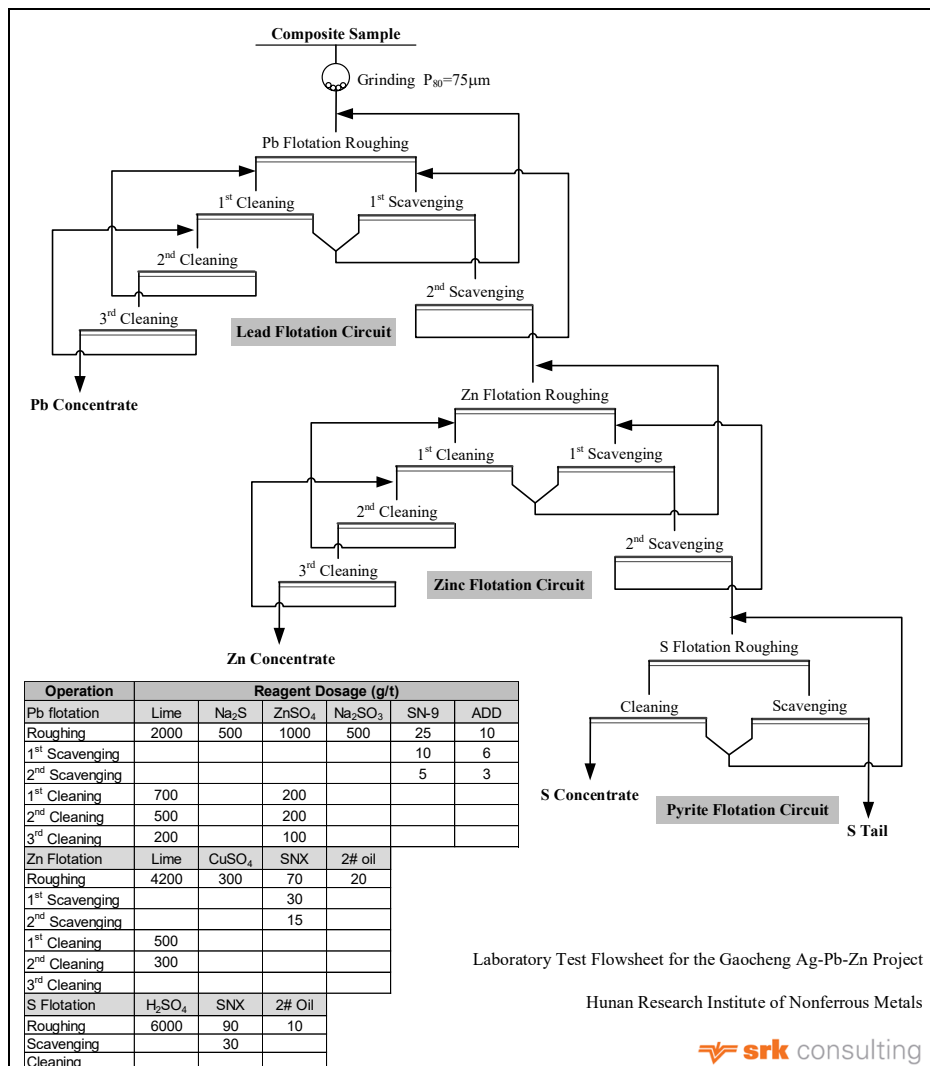 Composite Sample
Grinding P₈₀=75μm
Pb Flotation Roughing
1st Cleaning
1st Scavenging
2nd Cleaning
2nd Scavenging
3rd Cleaning
Lead Flotation Circuit
Pb Concentrate
Zn Flotation Roughing
1st Cleaning
1st Scavenging
2nd Cleaning
2nd Scavenging
3rd Cleaning
Zinc Flotation Circuit
Zn Concentrate
S Flotation Roughing
Cleaning
Scavenging
S Concentrate
Pyrite Flotation Circuit
S Tail
Operation Reagent Dosage (g/t)
Pb flotation Lime Na₂S ZnSO₄ Na₂SO₃ SN-9 ADD
Roughing 2000 500 1000 500 25 10
1st Scavenging 10 6
2nd Scavenging 5 3
1st Cleaning 700 200
2nd Cleaning 500 200
3rd Cleaning 200 100
Zn Flotation Lime CuSO₄ SNX 2# oil
Roughing 4200 300 70 20
1st Scavenging 30
2nd Scavenging 15
1st Cleaning 500
2nd Cleaning 300
3rd Cleaning
S Flotation H₂SO₄ SNX 2# Oil
Roughing 6000 90 10
Scavenging 30
Cleaning
Laboratory Test Flowsheet for the Gaocheng Ag-Pb-Zn Project
Hunan Research Institute of Nonferrous Metals
srk consulting